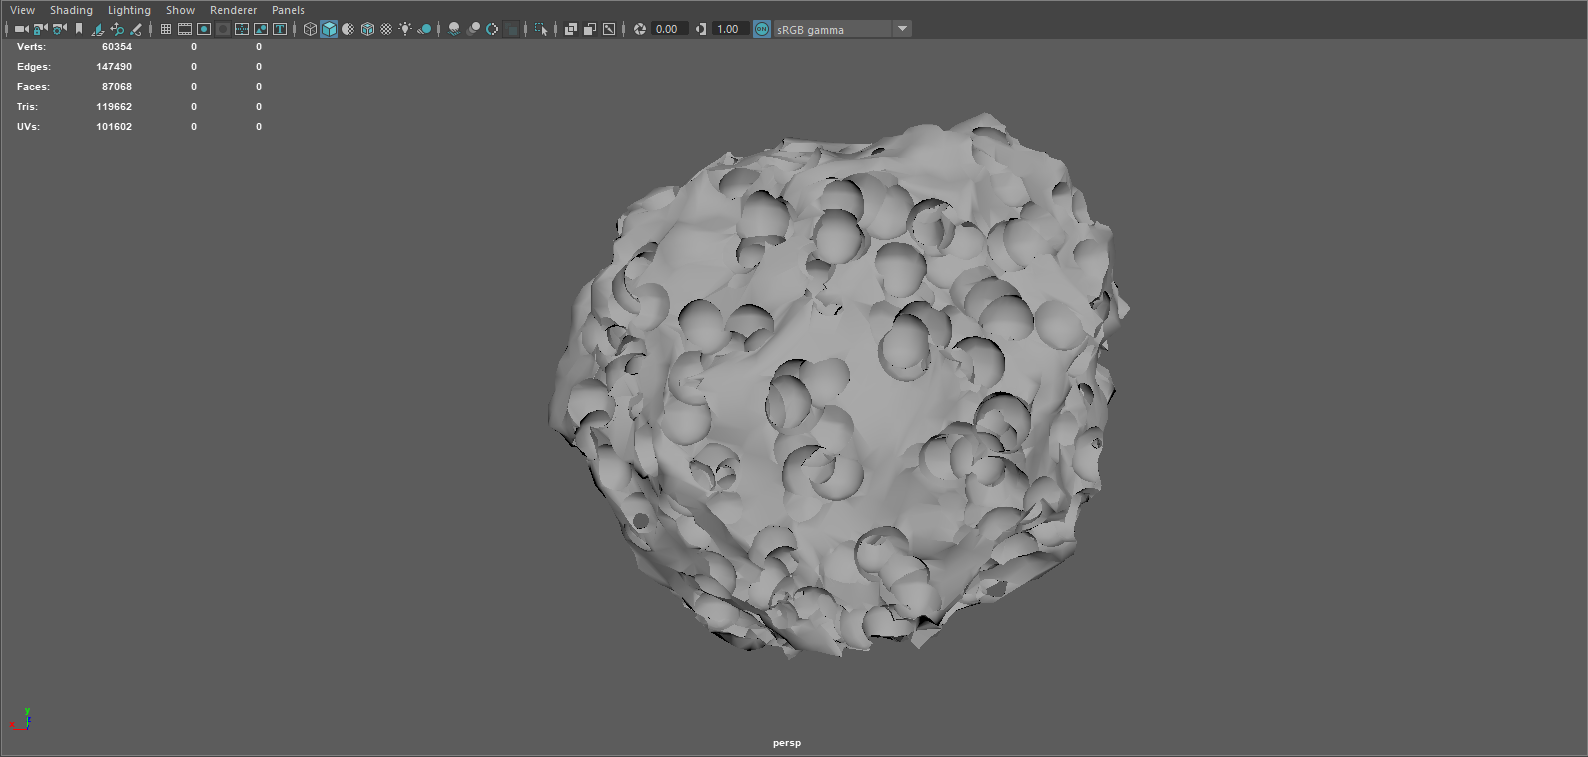 View Shading Lighting Show Renderer Panels
0.00 1.00 ON sRGB gamma
Verts: 60354 0 0
Edges: 147490 0 0
Faces: 87068 0 0
Tris: 119662 0 0
UVs: 101602 0 0
y
z
x
persp